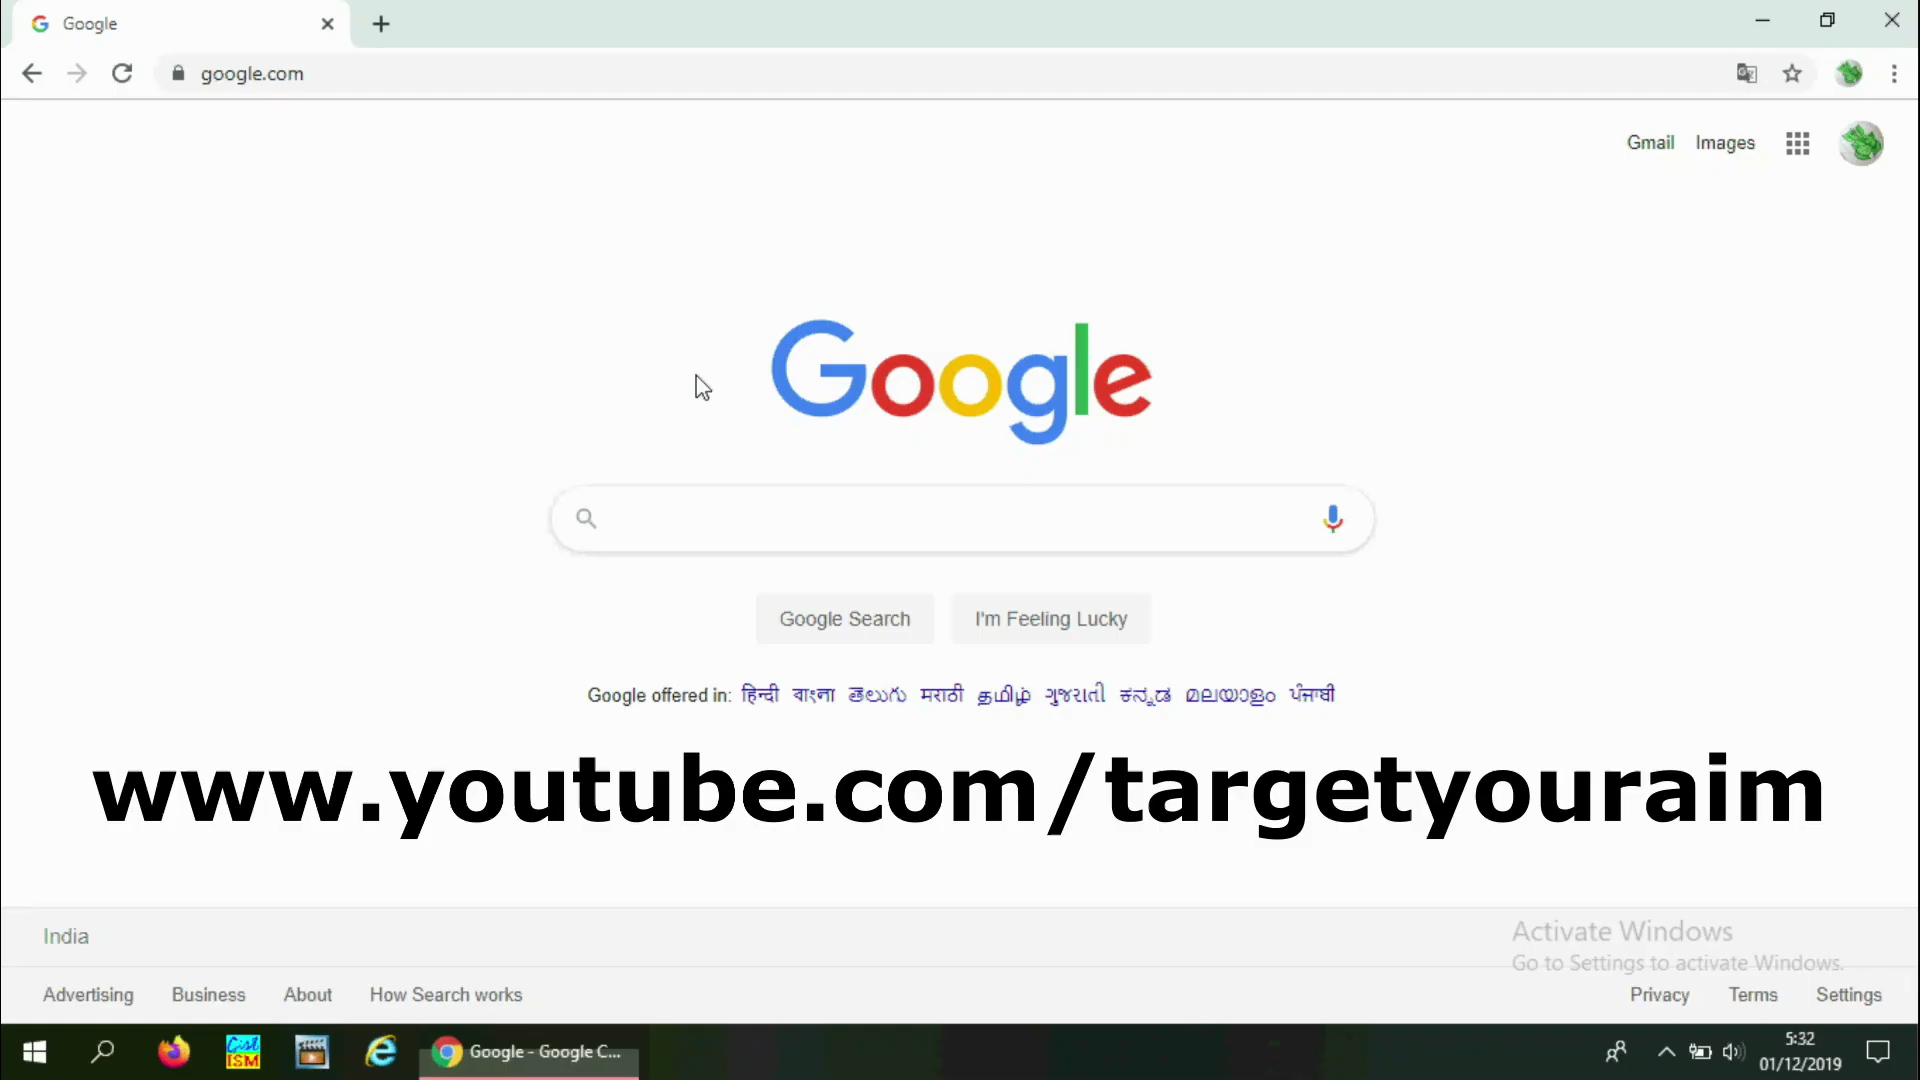 Google
google.com
Gmail Images
Google
Google Search I'm Feeling Lucky
Google offered in: हिन्दी বাংলা తెలుగు मराठी தமிழ் ગુજરાતી ಕನ್ನಡ മലയാളം ਪੰਜਾਬੀ
www.youtube.com/targetyouraim
India
Activate Windows
Go to Settings to activate Windows.
Advertising Business About How Search works Privacy Terms Settings
Gist
ISM
Google - Google C...
5:32
01/12/2019